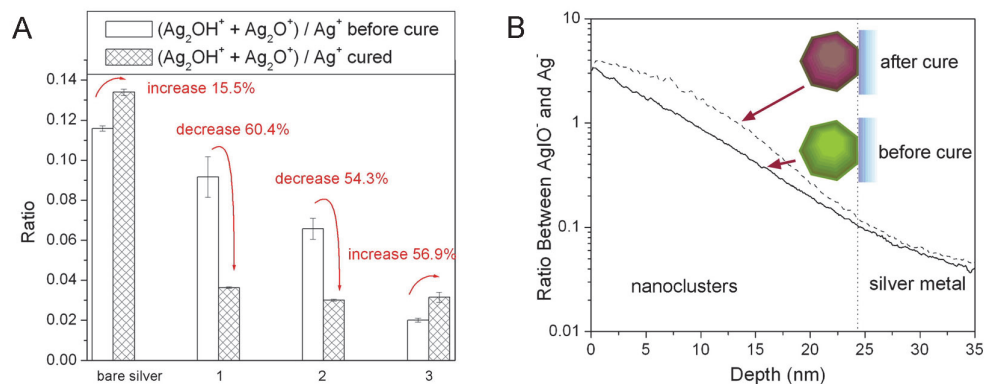 A
(Ag₂OH⁺ + Ag₂O⁺) / Ag⁺ before cure
(Ag₂OH⁺ + Ag₂O⁺) / Ag⁺ cured
increase 15.5%
decrease 60.4%
decrease 54.3%
increase 56.9%
Ratio
0.14
0.12
0.10
0.08
0.06
0.04
0.02
0.00
bare silver
1
2
3
B
Ratio Between AgIO⁻ and Ag⁻
10
1
0.1
0.01
after cure
before cure
nanoclusters
silver metal
0
5
10
15
20
25
30
35
Depth (nm)